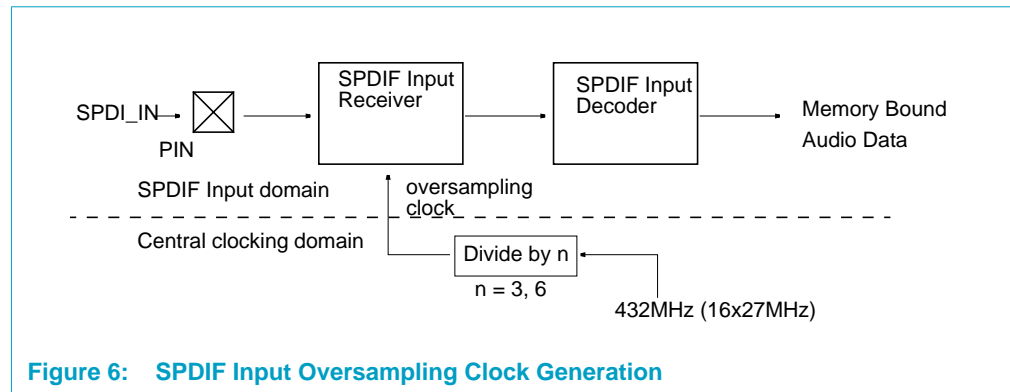 SPDI_IN
PIN
SPDIF Input
Receiver
SPDIF Input
Decoder
Memory Bound
Audio Data
SPDIF Input domain
oversampling
clock
Central clocking domain
Divide by n
n = 3, 6
432MHz (16x27MHz)
Figure 6: SPDIF Input Oversampling Clock Generation